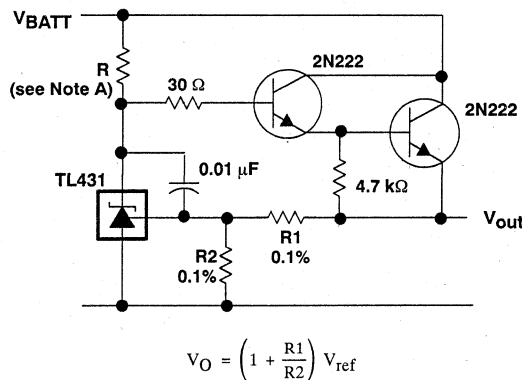 VBATT
R
(see Note A)
30 Ω
2N222
2N222
0.01 µF
TL431
4.7 kΩ
R1
0.1%
R2
0.1%
Vout
VO = (1 + R1/R2) Vref